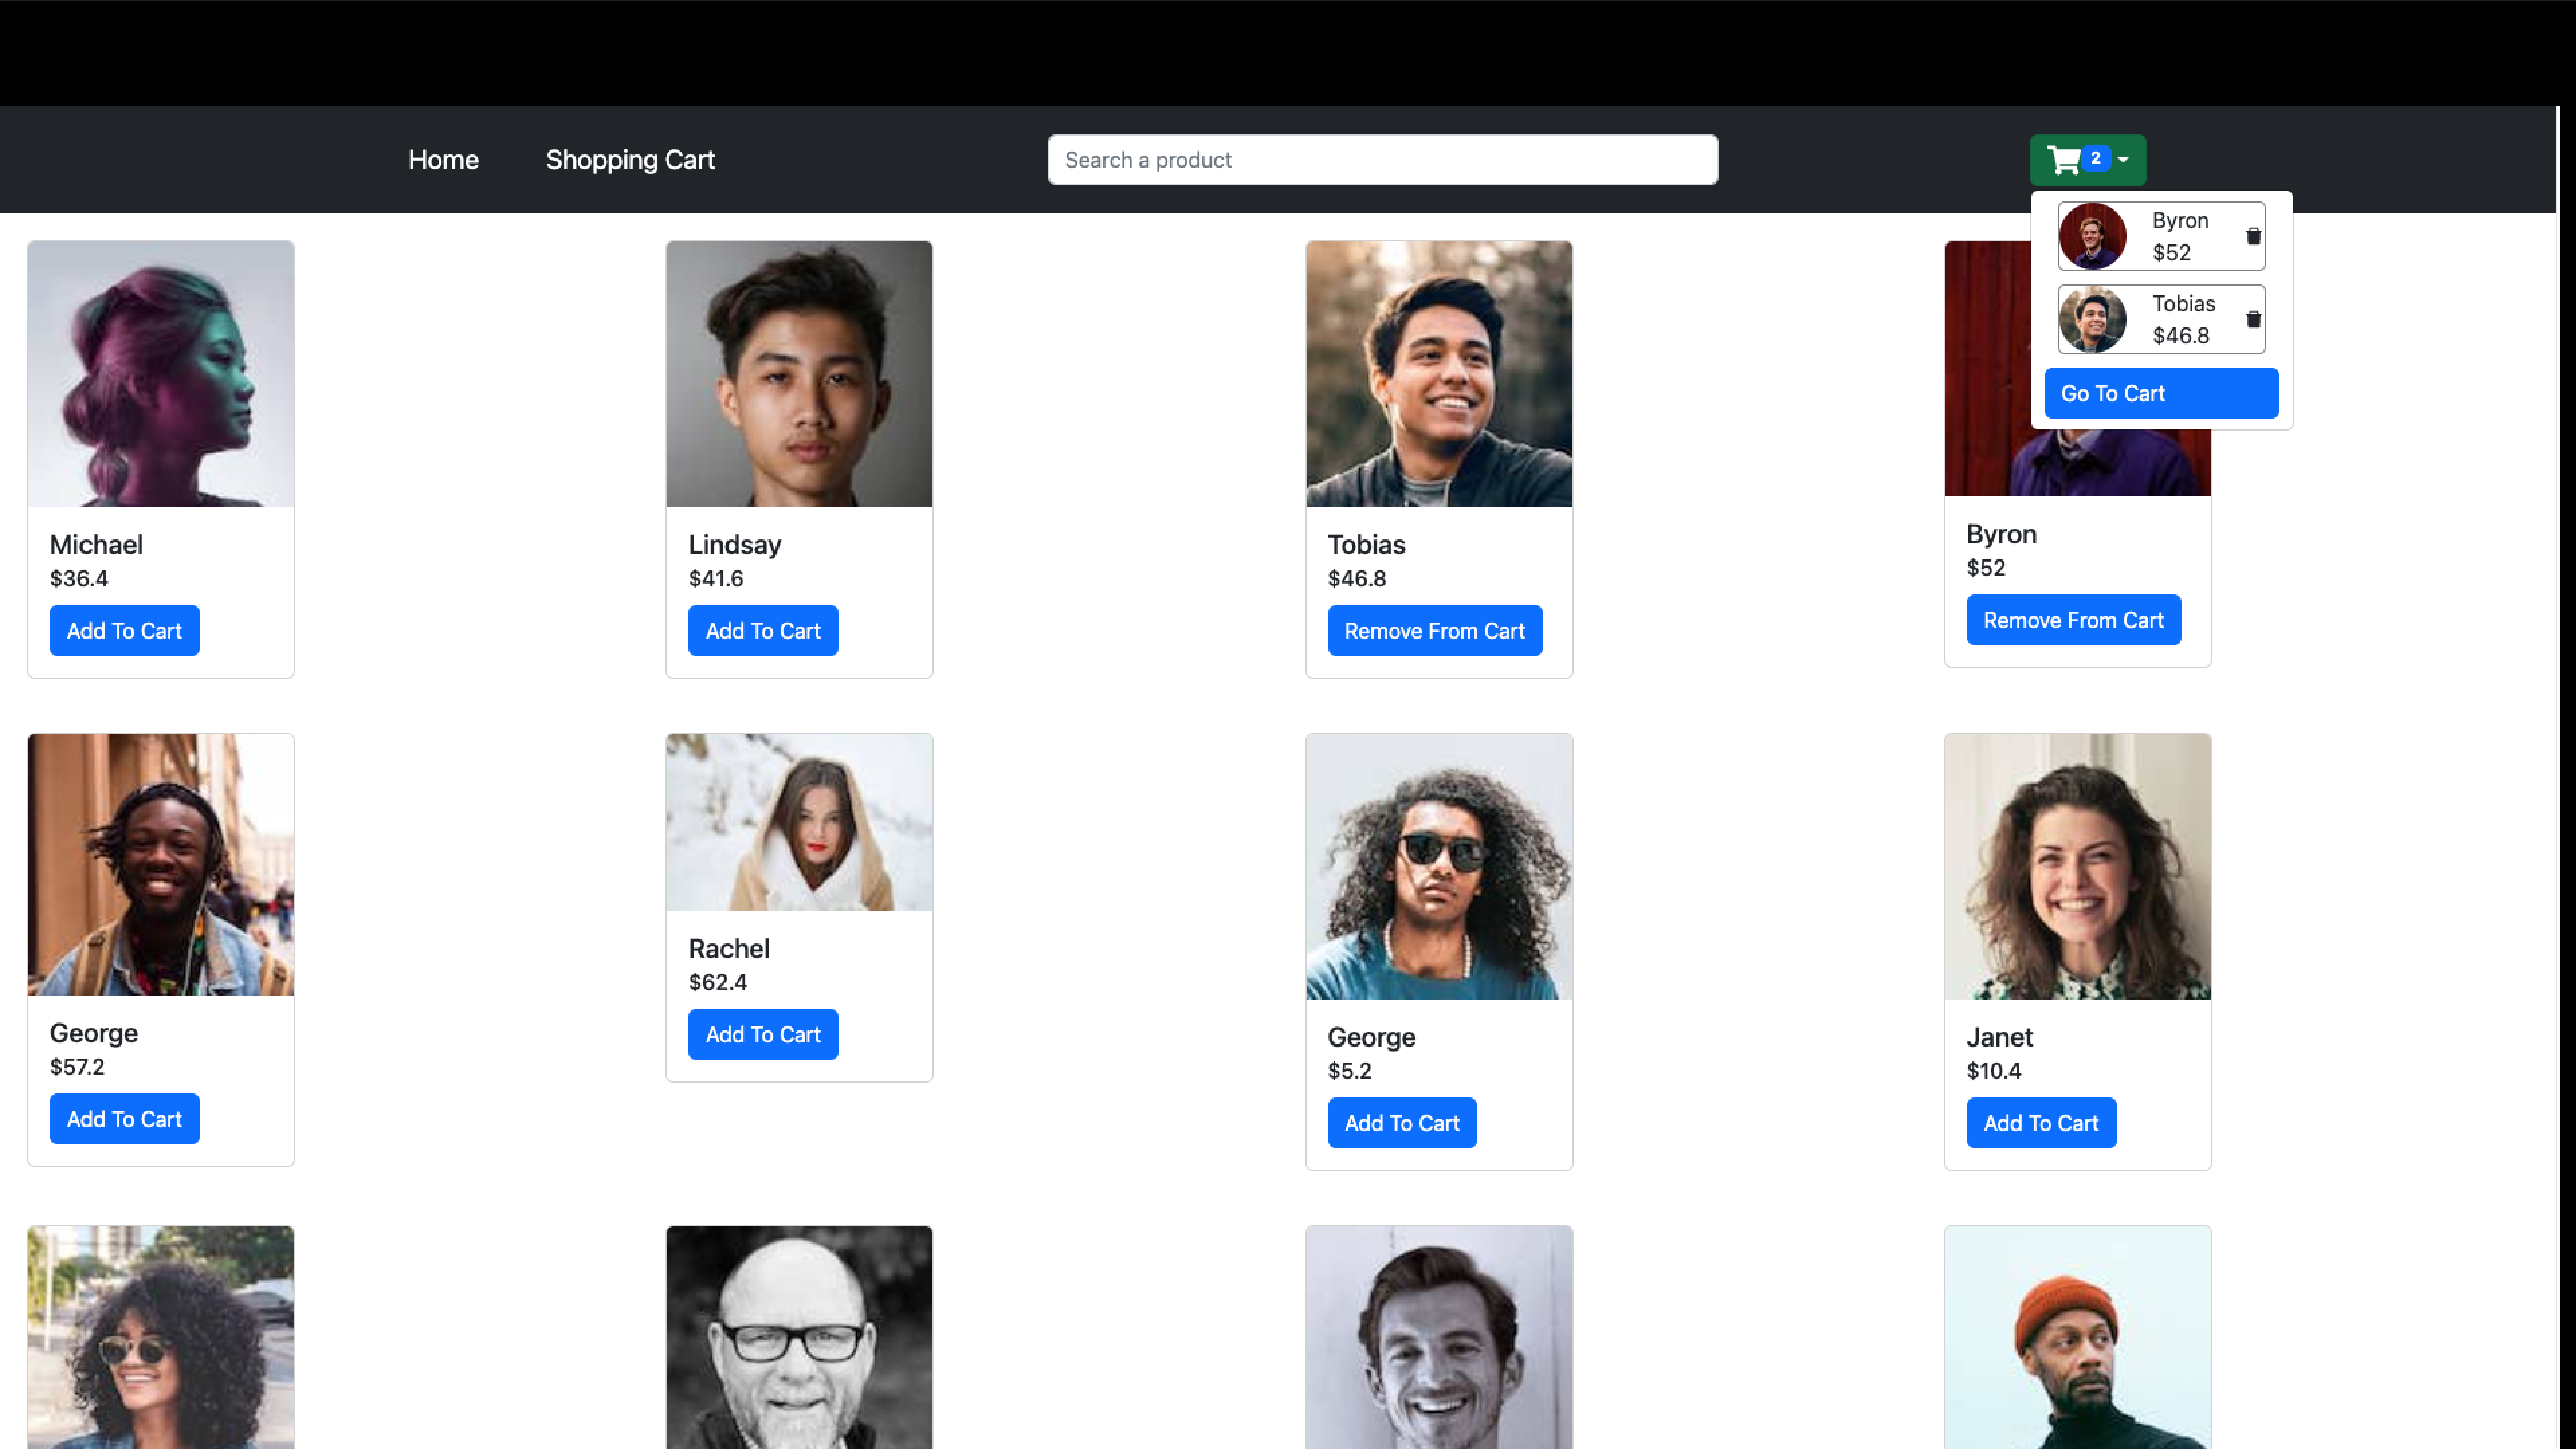 Home
Shopping Cart
Search a product
2
Byron
$52
Tobias
$46.8
Go To Cart
Michael
$36.4
Add To Cart
Lindsay
$41.6
Add To Cart
Tobias
$46.8
Remove From Cart
Byron
$52
Remove From Cart
George
$57.2
Add To Cart
Rachel
$62.4
Add To Cart
George
$5.2
Add To Cart
Janet
$10.4
Add To Cart